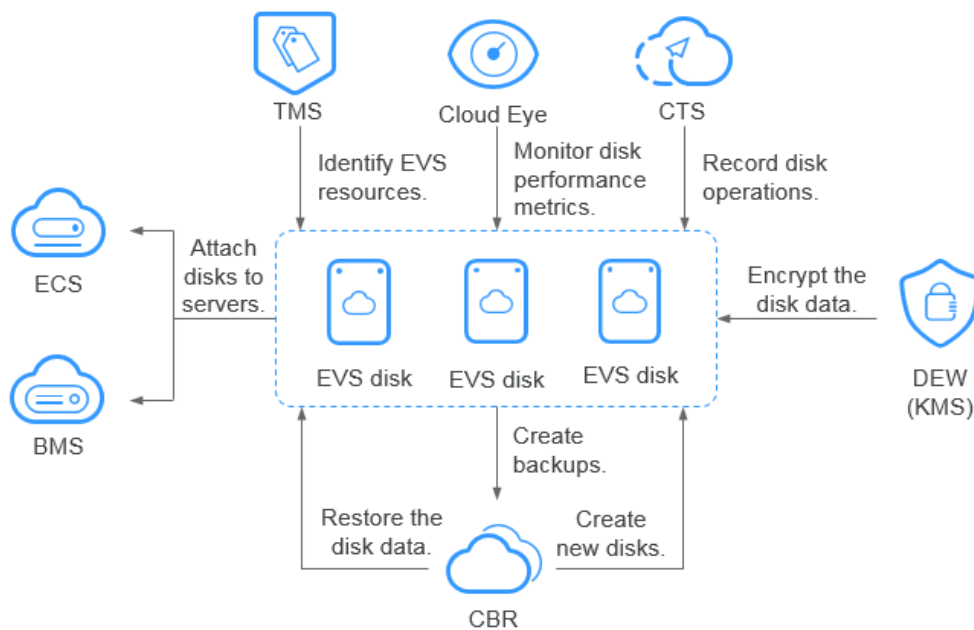 TMS
Cloud Eye
CTS
Identify EVS
resources.
Monitor disk
performance
metrics.
Record disk
operations.
ECS
Attach
disks to
servers.
BMS
EVS disk
EVS disk
EVS disk
Encrypt the
disk data.
DEW
(KMS)
Create
backups.
Restore the
disk data.
Create
new disks.
CBR